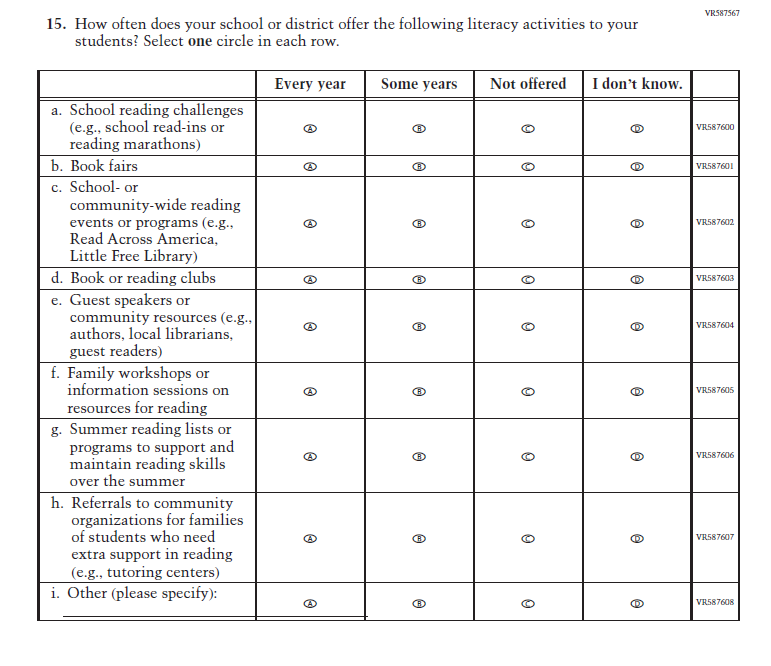 VR587567
15. How often does your school or district offer the following literacy activities to your
students? Select one circle in each row.
Every year Some years Not offered I don't know.
a. School reading challenges
(e.g., school read-ins or
reading marathons)
A B C D VR587600
b. Book fairs A B C D VR587601
c. School- or
community-wide reading
events or programs (e.g.,
Read Across America,
Little Free Library)
A B C D VR587602
d. Book or reading clubs A B C D VR587603
e. Guest speakers or
community resources (e.g.,
authors, local librarians,
guest readers)
A B C D VR587604
f. Family workshops or
information sessions on
resources for reading
A B C D VR587605
g. Summer reading lists or
programs to support and
maintain reading skills
over the summer
A B C D VR587606
h. Referrals to community
organizations for families
of students who need
extra support in reading
(e.g., tutoring centers)
A B C D VR587607
i. Other (please specify):
A B C D VR587608